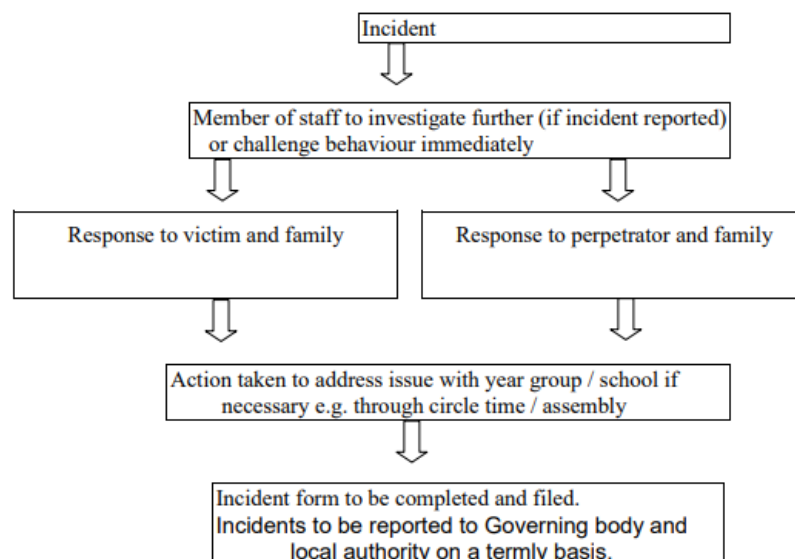 Incident
Member of staff to investigate further (if incident reported)
or challenge behaviour immediately
Response to victim and family
Response to perpetrator and family
Action taken to address issue with year group / school if
necessary e.g. through circle time / assembly
Incident form to be completed and filed.
Incidents to be reported to Governing body and
local authority on a termly basis.